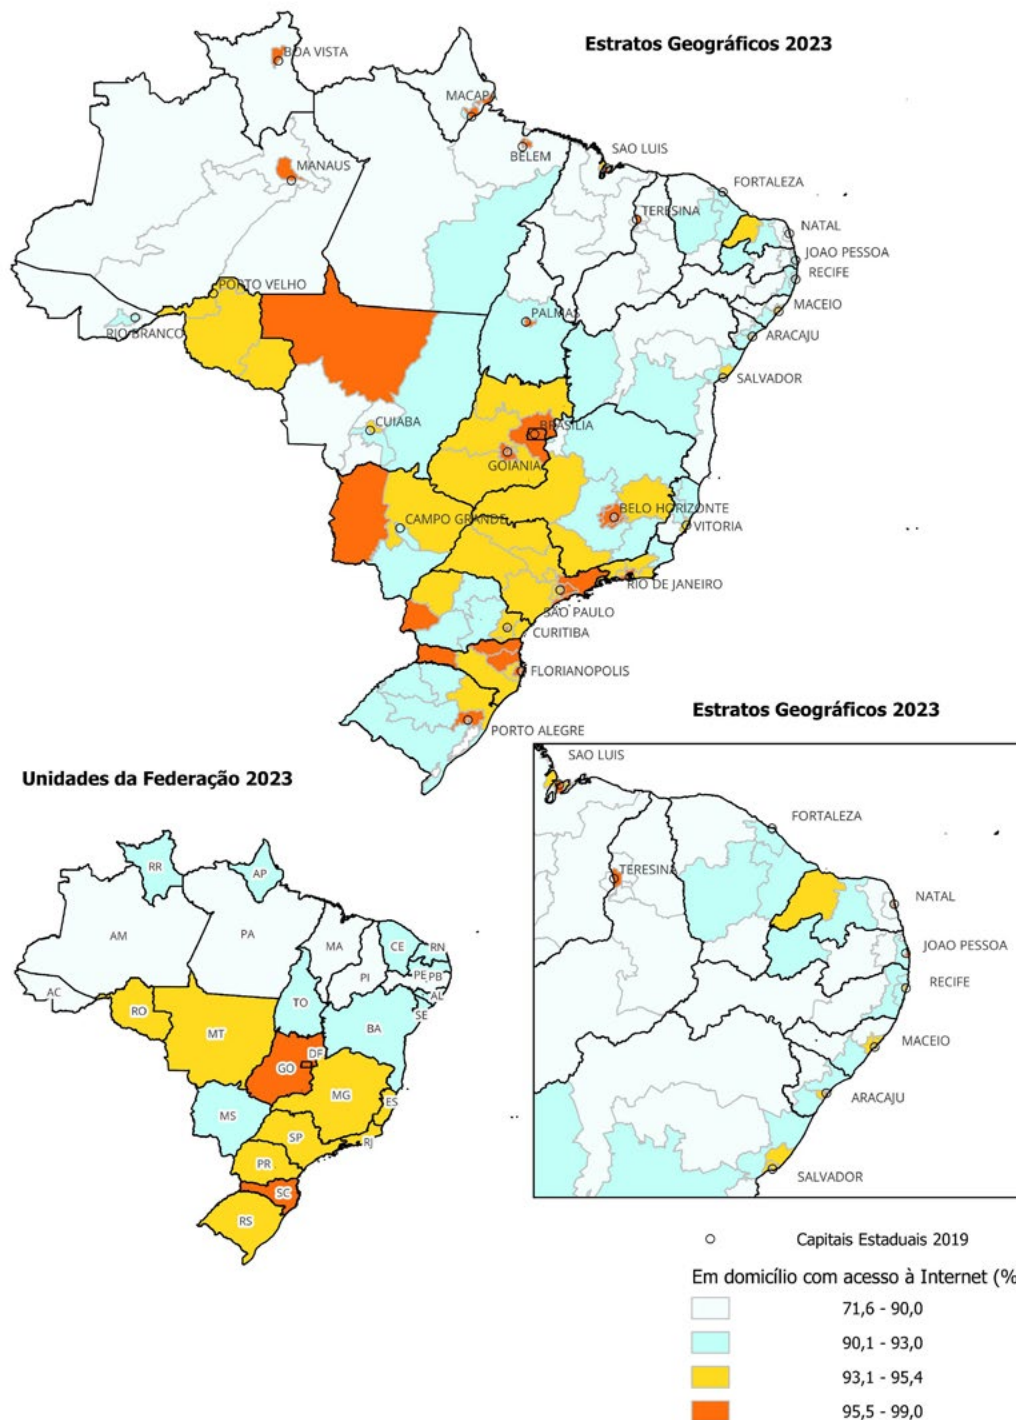 Estratos Geográficos 2023
BOA VISTA
MACAPA
BELEM
SAO LUIS
MANAUS
FORTALEZA
TERESINA
NATAL
JOAO PESSOA
RECIFE
PORTO VELHO
RIO BRANCO
PALMAS
MACEIO
ARACAJU
SALVADOR
CUIABA
BRASILIA
GOIANIA
CAMPO GRANDE
BELO HORIZONTE
VITORIA
RIO DE JANEIRO
SÃO PAULO
CURITIBA
FLORIANOPOLIS
PORTO ALEGRE
Estratos Geográficos 2023
SAO LUIS
FORTALEZA
TERESINA
NATAL
JOAO PESSOA
RECIFE
MACEIO
ARACAJU
SALVADOR
Unidades da Federação 2023
RR
AP
AM
PA
MA
CE
RN
PI
PE
PB
AL
SE
AC
RO
TO
BA
MT
DF
GO
MG
ES
MS
SP
RJ
PR
SC
RS
Capitais Estaduais 2019
Em domicílio com acesso à Internet (%
71,6 - 90,0
90,1 - 93,0
93,1 - 95,4
95,5 - 99,0